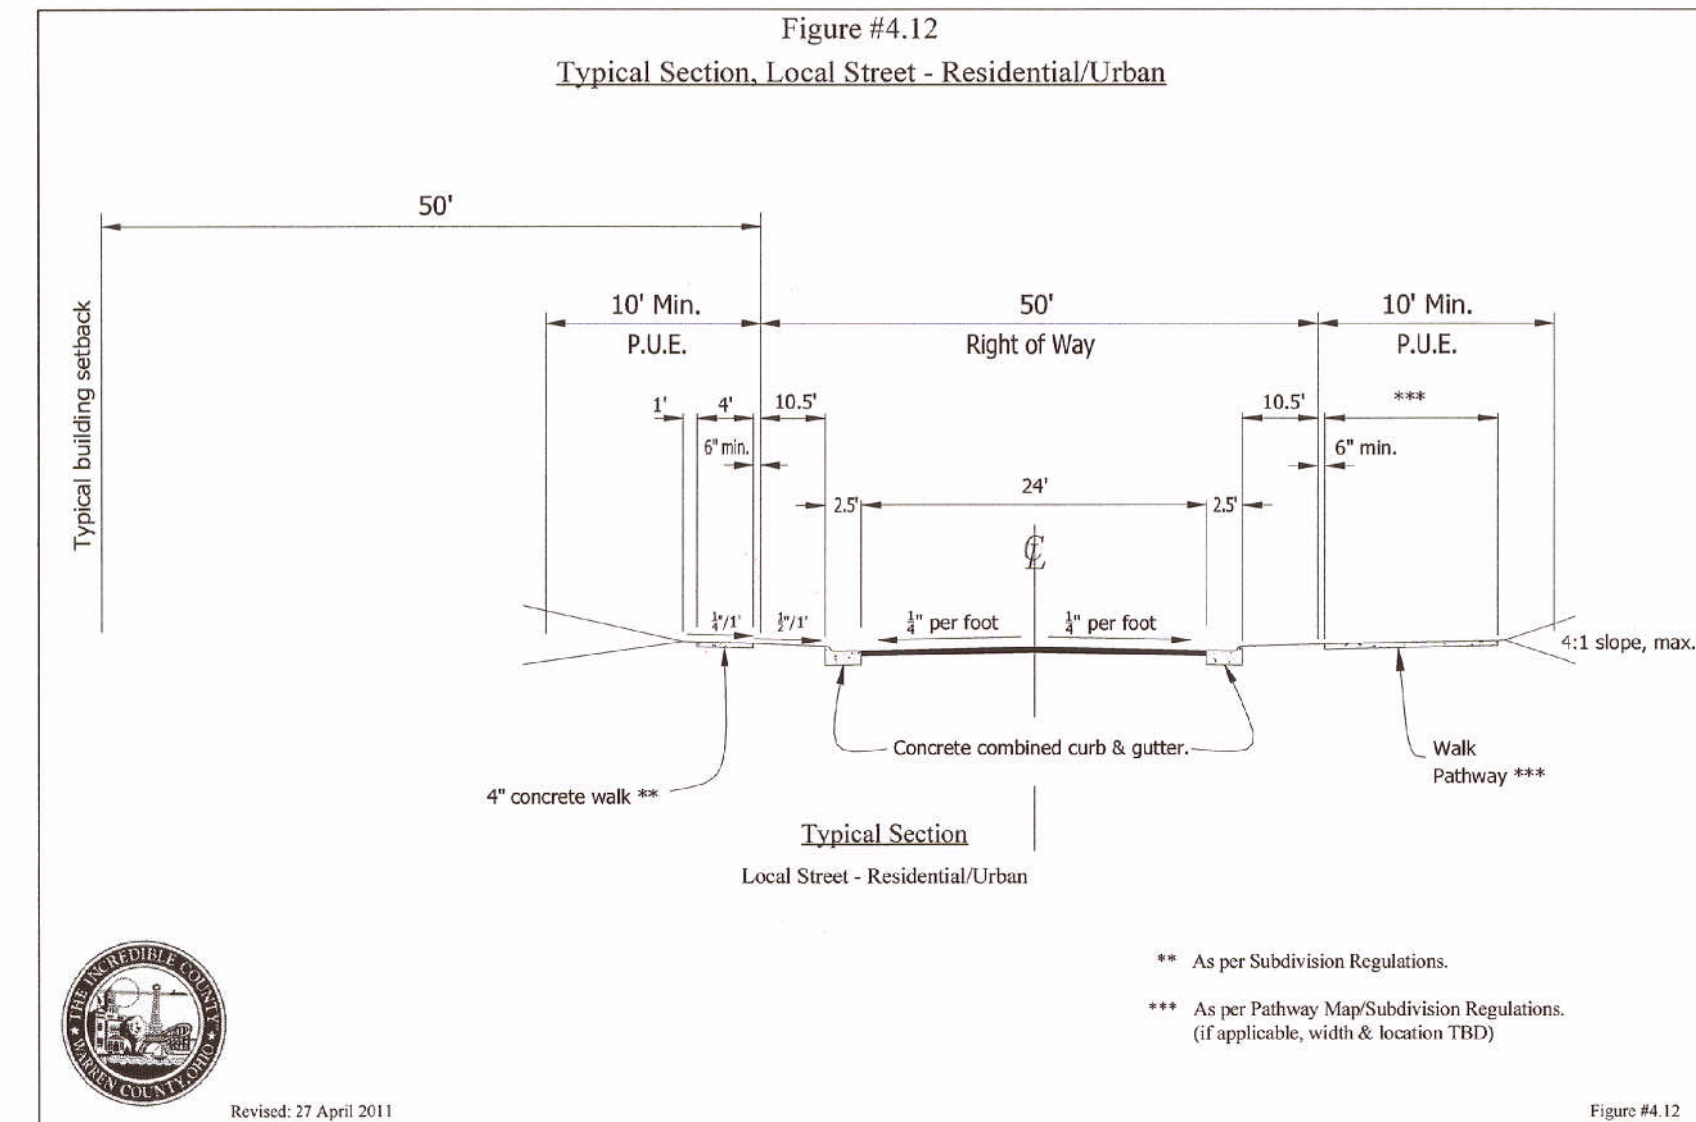 Figure #4.12
Typical Section, Local Street - Residential/Urban
50'
Typical building setback
10' Min.
P.U.E.
50'
Right of Way
10' Min.
P.U.E.
1'
4'
10.5'
10.5'
***
6" min.
6" min.
2.5'
24'
2.5'
CL
1/4"/1'
1/2"/1'
1/4" per foot
1/4" per foot
4:1 slope, max.
Concrete combined curb & gutter.
Walk
Pathway ***
4" concrete walk **
Typical Section
Local Street - Residential/Urban
** As per Subdivision Regulations.
*** As per Pathway Map/Subdivision Regulations.
(if applicable, width & location TBD)
THE INCREDIBLE COUNTY
WARREN COUNTY, OHIO
Revised: 27 April 2011
Figure #4.12